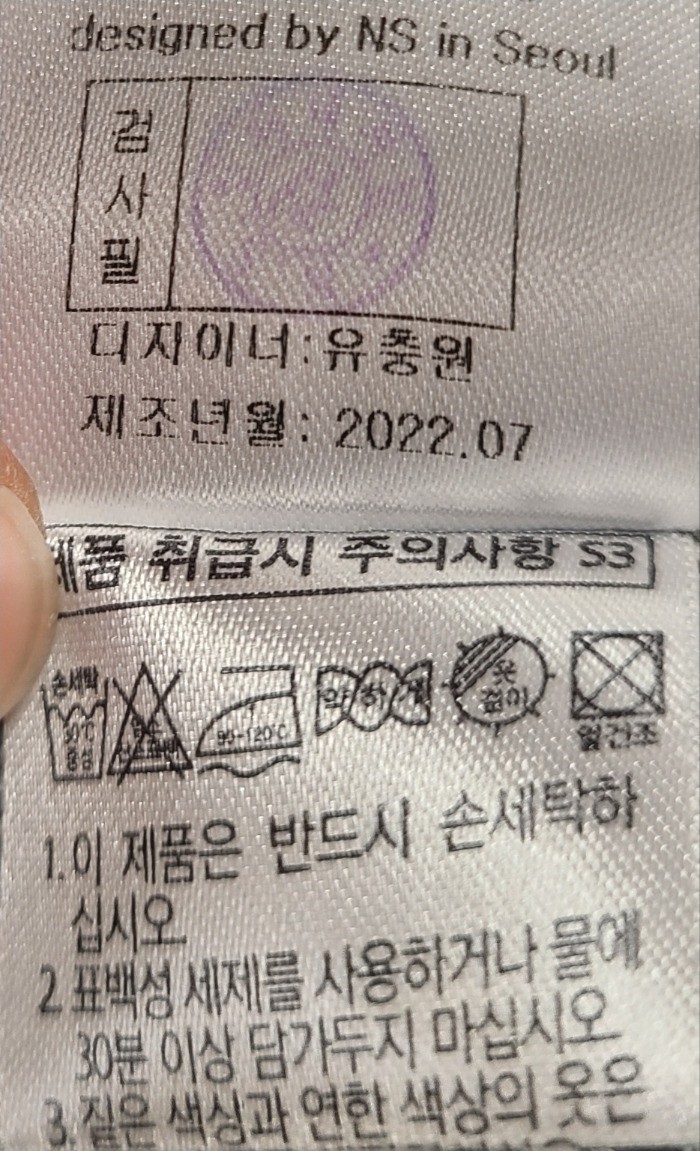 designed by NS in Seoul
검사필
디자이너:유충원
제조년월: 2022.07
제품 취급시 주의사항 S3
손세탁
30℃
중성
90-120℃
약하게
옷걸이
열건조
1.이 제품은 반드시 손세탁하
십시오
2 표백성 세제를 사용하거나 물에
30분 이상 담가두지 마십시오
3.짙은 색상과 연한 색상의 옷은